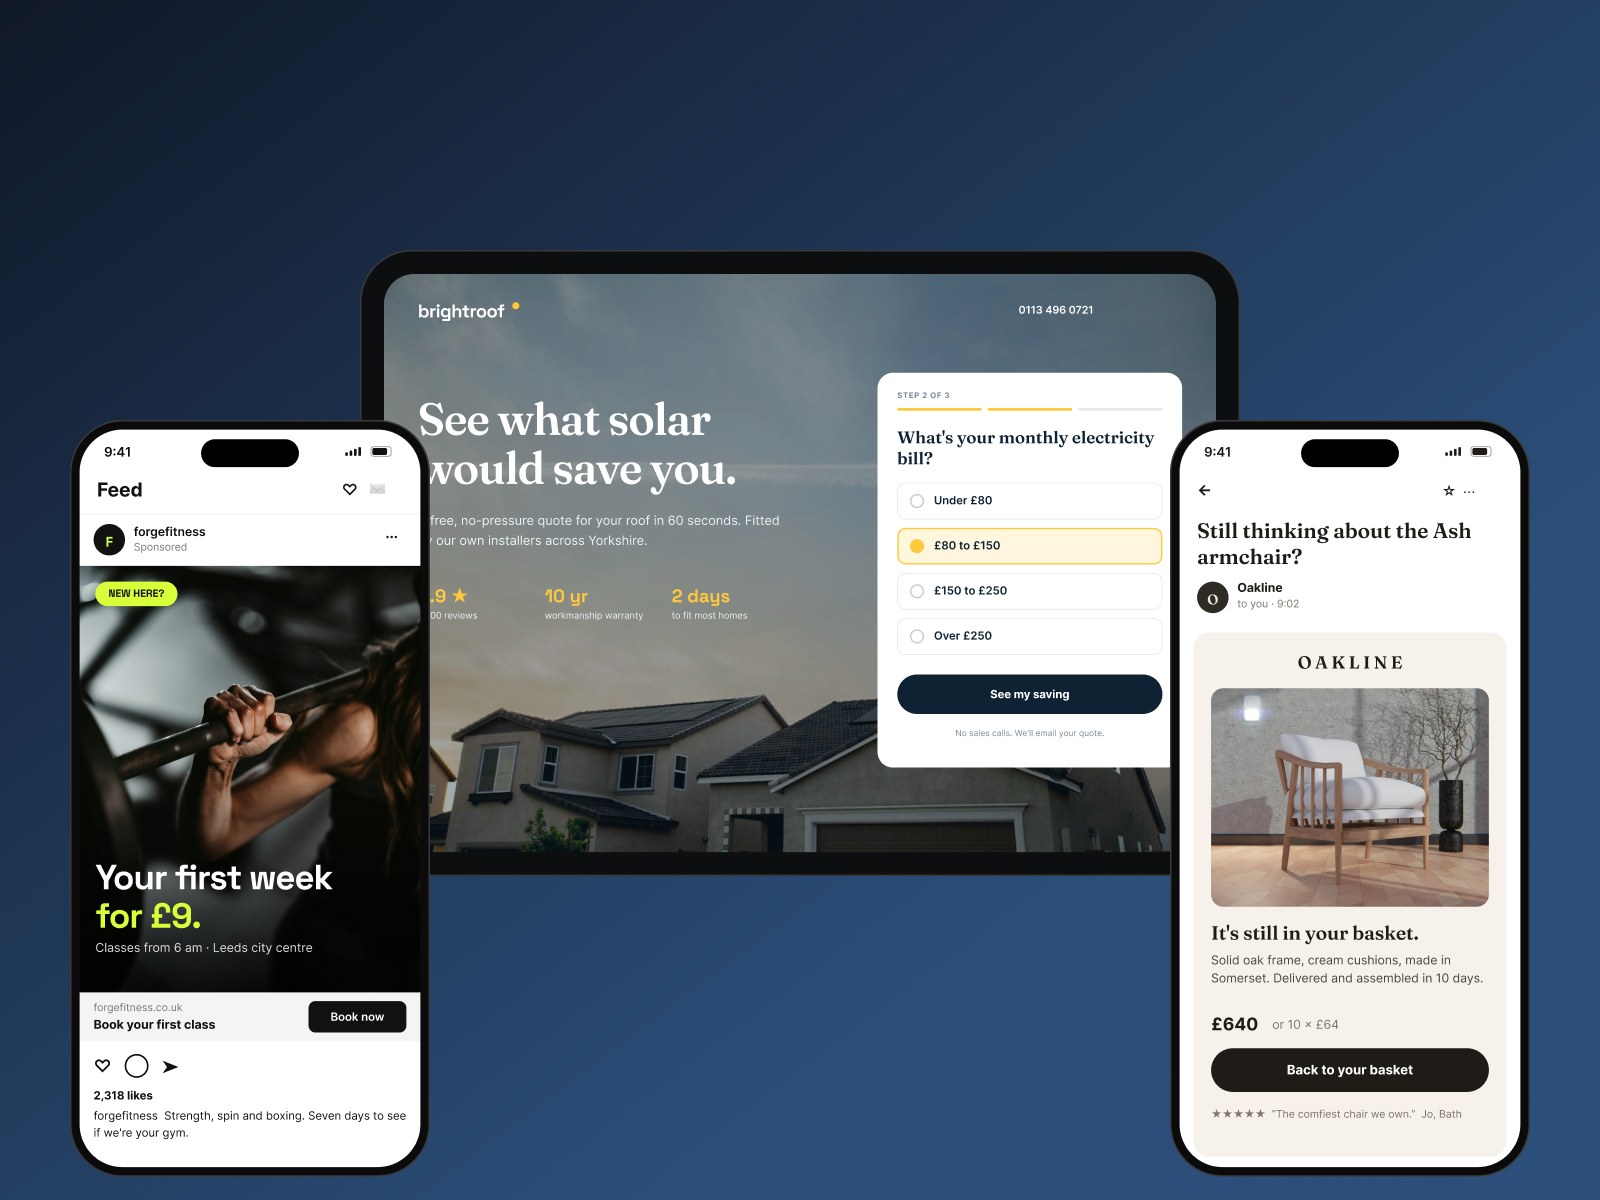 brightroof
0113 496 0721
See what solar
would save you.
free, no-pressure quote for your roof in 60 seconds. Fitted
our own installers across Yorkshire.
.9 ★
00 reviews
10 yr
workmanship warranty
2 days
to fit most homes
STEP 2 OF 3
What's your monthly electricity
bill?
Under £80
£80 to £150
£150 to £250
Over £250
See my saving
No sales calls. We'll email your quote.
9:41
Feed
F
forgefitness
Sponsored
NEW HERE?
Your first week
for £9.
Classes from 6 am · Leeds city centre
forgefitness.co.uk
Book your first class
Book now
2,318 likes
forgefitness Strength, spin and boxing. Seven days to see
if we're your gym.
9:41
Still thinking about the Ash
armchair?
O
Oakline
to you · 9:02
OAKLINE
It's still in your basket.
Solid oak frame, cream cushions, made in
Somerset. Delivered and assembled in 10 days.
£640 or 10 × £64
Back to your basket
★★★★★ "The comfiest chair we own." Jo, Bath